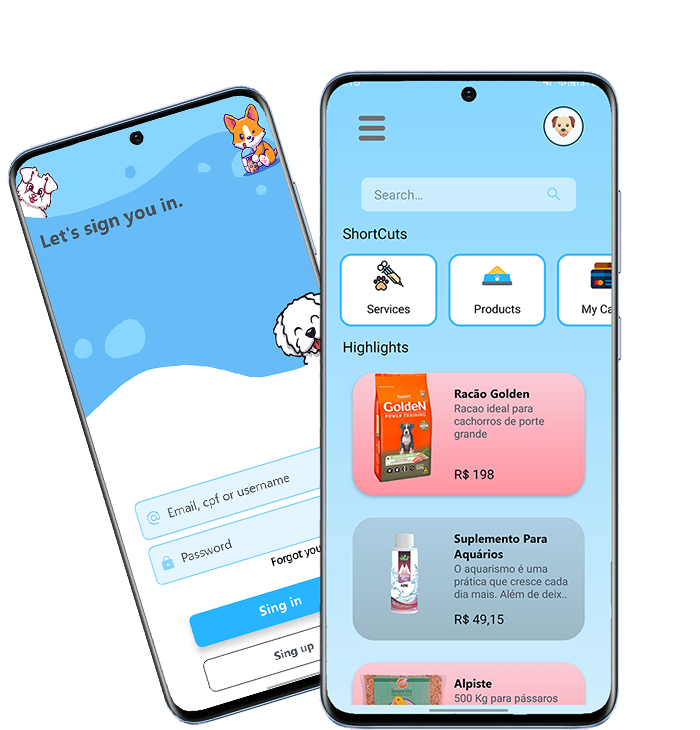 Let's sign you in.
Email, cpf or username
Password
Forgot you
Sing in
Sing up
Search...
ShortCuts
Services
Products
My Ca
Highlights
GoldeN
POWER TRAINING
Racão Golden
Racao ideal para
cachorros de porte
grande
R$ 198
Suplemento Para
Aquários
O aquarismo é uma
prática que cresce cada
dia mais. Além de deix..
R$ 49,15
Alpiste
500 Kg para pássaros